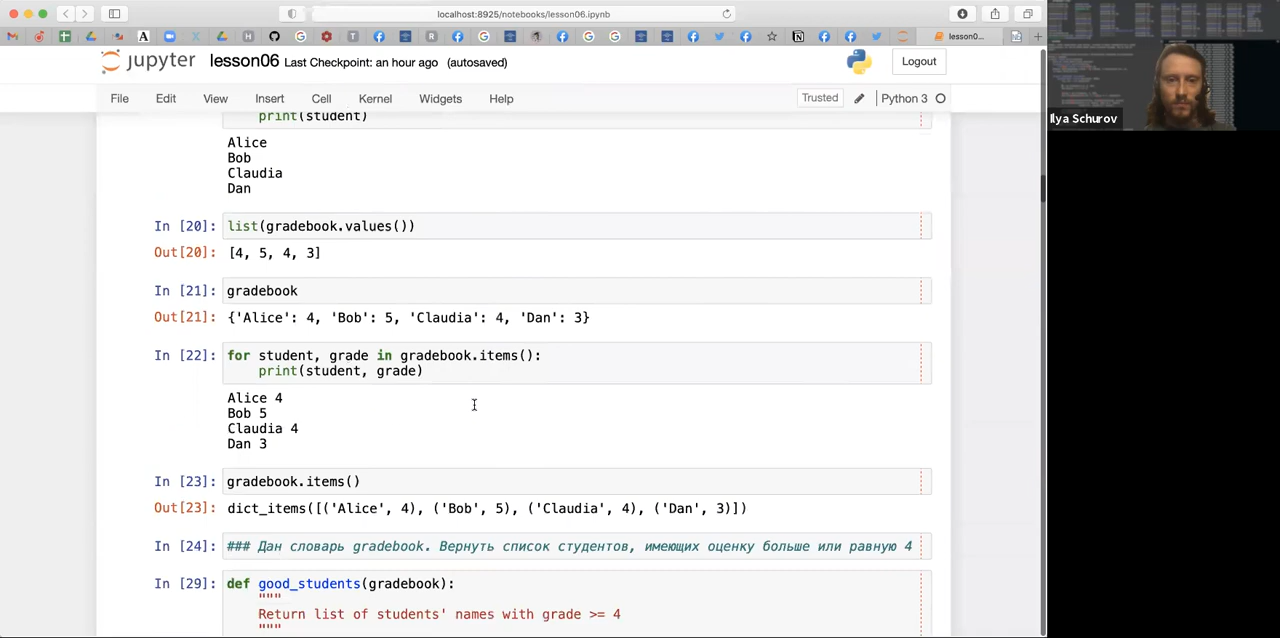 localhost:8925/notebooks/lesson06.ipynb
lesson0...
jupyter lesson06 Last Checkpoint: an hour ago (autosaved)
Logout
File Edit View Insert Cell Kernel Widgets Help
Trusted Python 3
Ilya Schurov
print(student)
Alice
Bob
Claudia
Dan
In [20]: list(gradebook.values())
Out[20]: [4, 5, 4, 3]
In [21]: gradebook
Out[21]: {'Alice': 4, 'Bob': 5, 'Claudia': 4, 'Dan': 3}
In [22]: for student, grade in gradebook.items():
print(student, grade)
Alice 4
Bob 5
Claudia 4
Dan 3
In [23]: gradebook.items()
Out[23]: dict_items([('Alice', 4), ('Bob', 5), ('Claudia', 4), ('Dan', 3)])
In [24]: ### Дан словарь gradebook. Вернуть список студентов, имеющих оценку больше или равную 4
In [29]: def good_students(gradebook):
"""
Return list of students' names with grade >= 4
"""